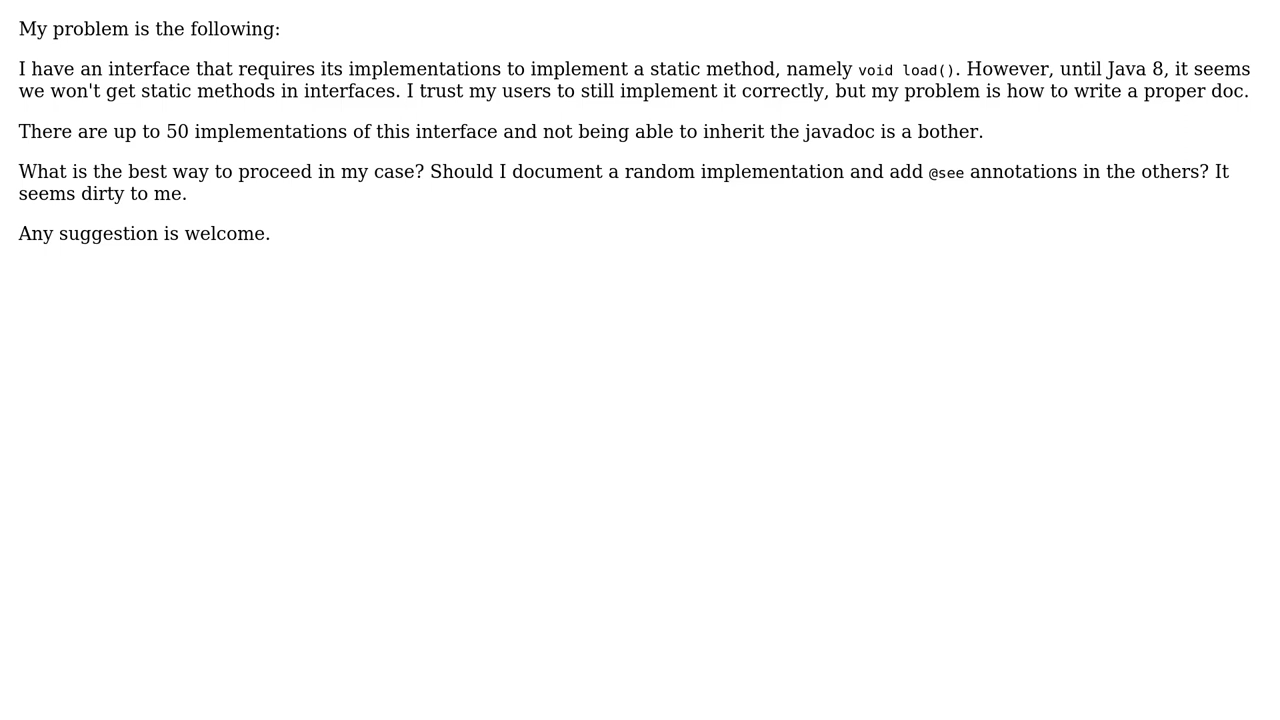 My problem is the following:
I have an interface that requires its implementations to implement a static method, namely void load(). However, until Java 8, it seems
we won't get static methods in interfaces. I trust my users to still implement it correctly, but my problem is how to write a proper doc.
There are up to 50 implementations of this interface and not being able to inherit the javadoc is a bother.
What is the best way to proceed in my case? Should I document a random implementation and add @see annotations in the others? It
seems dirty to me.
Any suggestion is welcome.